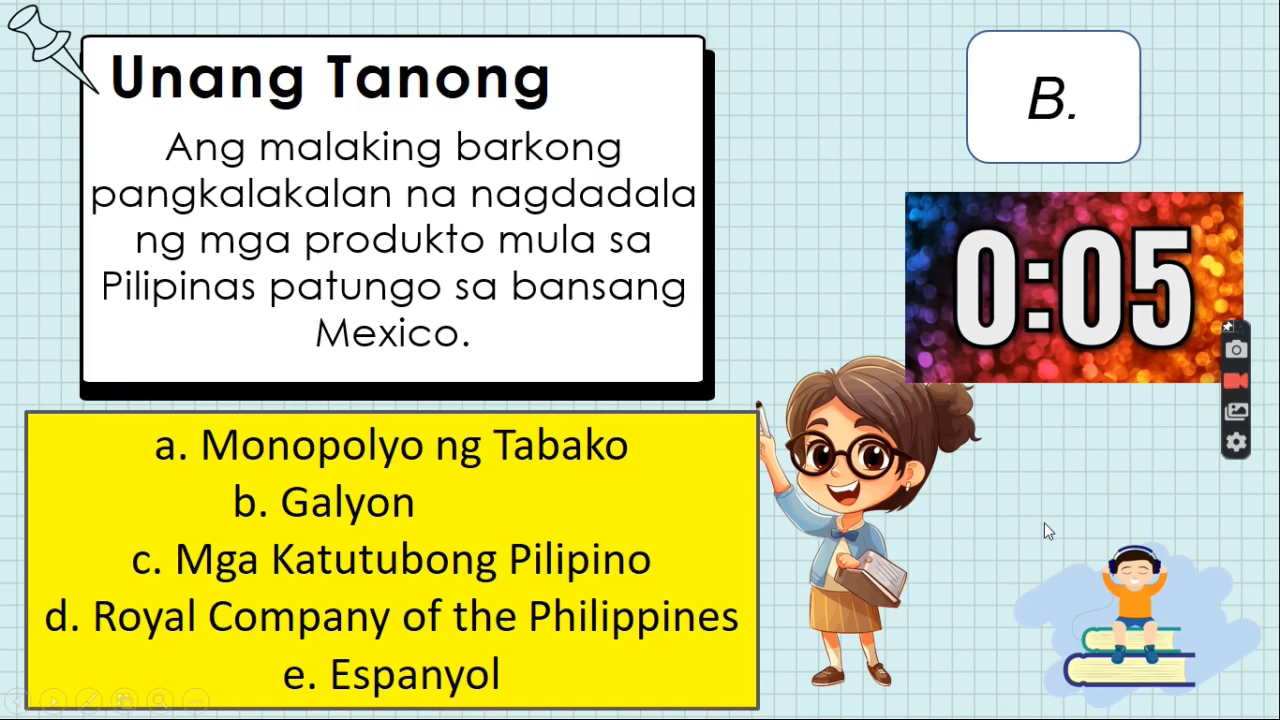 Unang Tanong
Ang malaking barkong
pangkalakalan na nagdadala
ng mga produkto mula sa
Pilipinas patungo sa bansang
Mexico.
B.
0:05
a. Monopolyo ng Tabako
b. Galyon
c. Mga Katutubong Pilipino
d. Royal Company of the Philippines
e. Espanyol